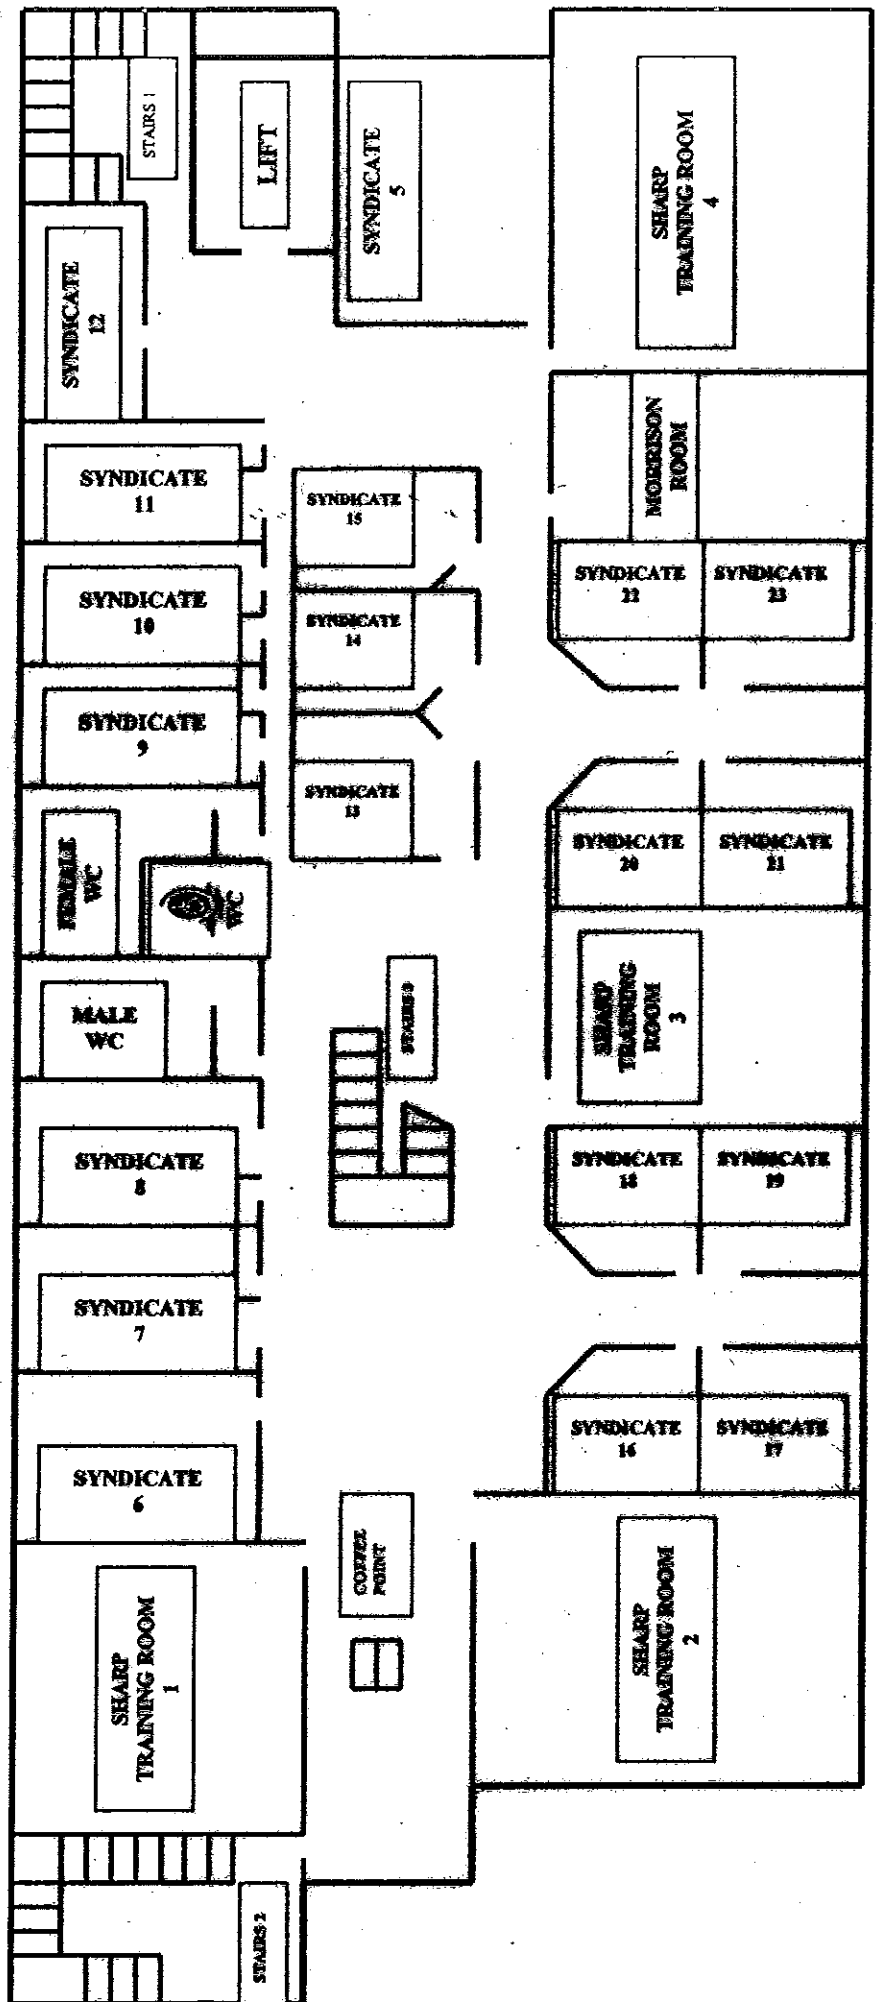 STAIRS 1
LIFT
SYNDICATE
5
SHARP
TRAINING ROOM
4
SYNDICATE
12
MORRISON
ROOM
SYNDICATE
11
SYNDICATE
15
SYNDICATE
22
SYNDICATE
23
SYNDICATE
10
SYNDICATE
14
SYNDICATE
9
SYNDICATE
13
SYNDICATE
20
SYNDICATE
21
FEMALE
WC
WC
MALE
WC
STAIRS 3
SHARP
TRAINING
ROOM
3
SYNDICATE
8
SYNDICATE
18
SYNDICATE
19
SYNDICATE
7
SYNDICATE
6
SYNDICATE
16
SYNDICATE
17
COFFEE
POINT
SHARP
TRAINING ROOM
1
SHARP
TRAINING ROOM
2
STAIRS 2